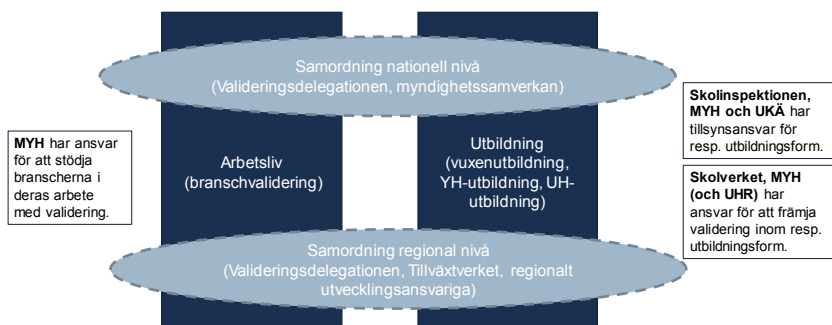 Samordning nationell nivå
(Valideringsdelegationen, myndighetssamverkan)
MYH har ansvar
för att stödja
branscherna i
deras arbete
med validering.
Arbetsliv
(branschvalidering)
Utbildning
(vuxenutbildning,
YH-utbildning, UH-
utbildning)
Skolinspektionen,
MYH och UKÄ har
tillsynsansvar för
resp. utbildningsform.
Skolverket, MYH
(och UHR) har
ansvar för att främja
validering inom resp.
utbildningsform.
Samordning regional nivå
(Valideringsdelegationen, Tillväxtverket, regionalt
utvecklingsansvariga)